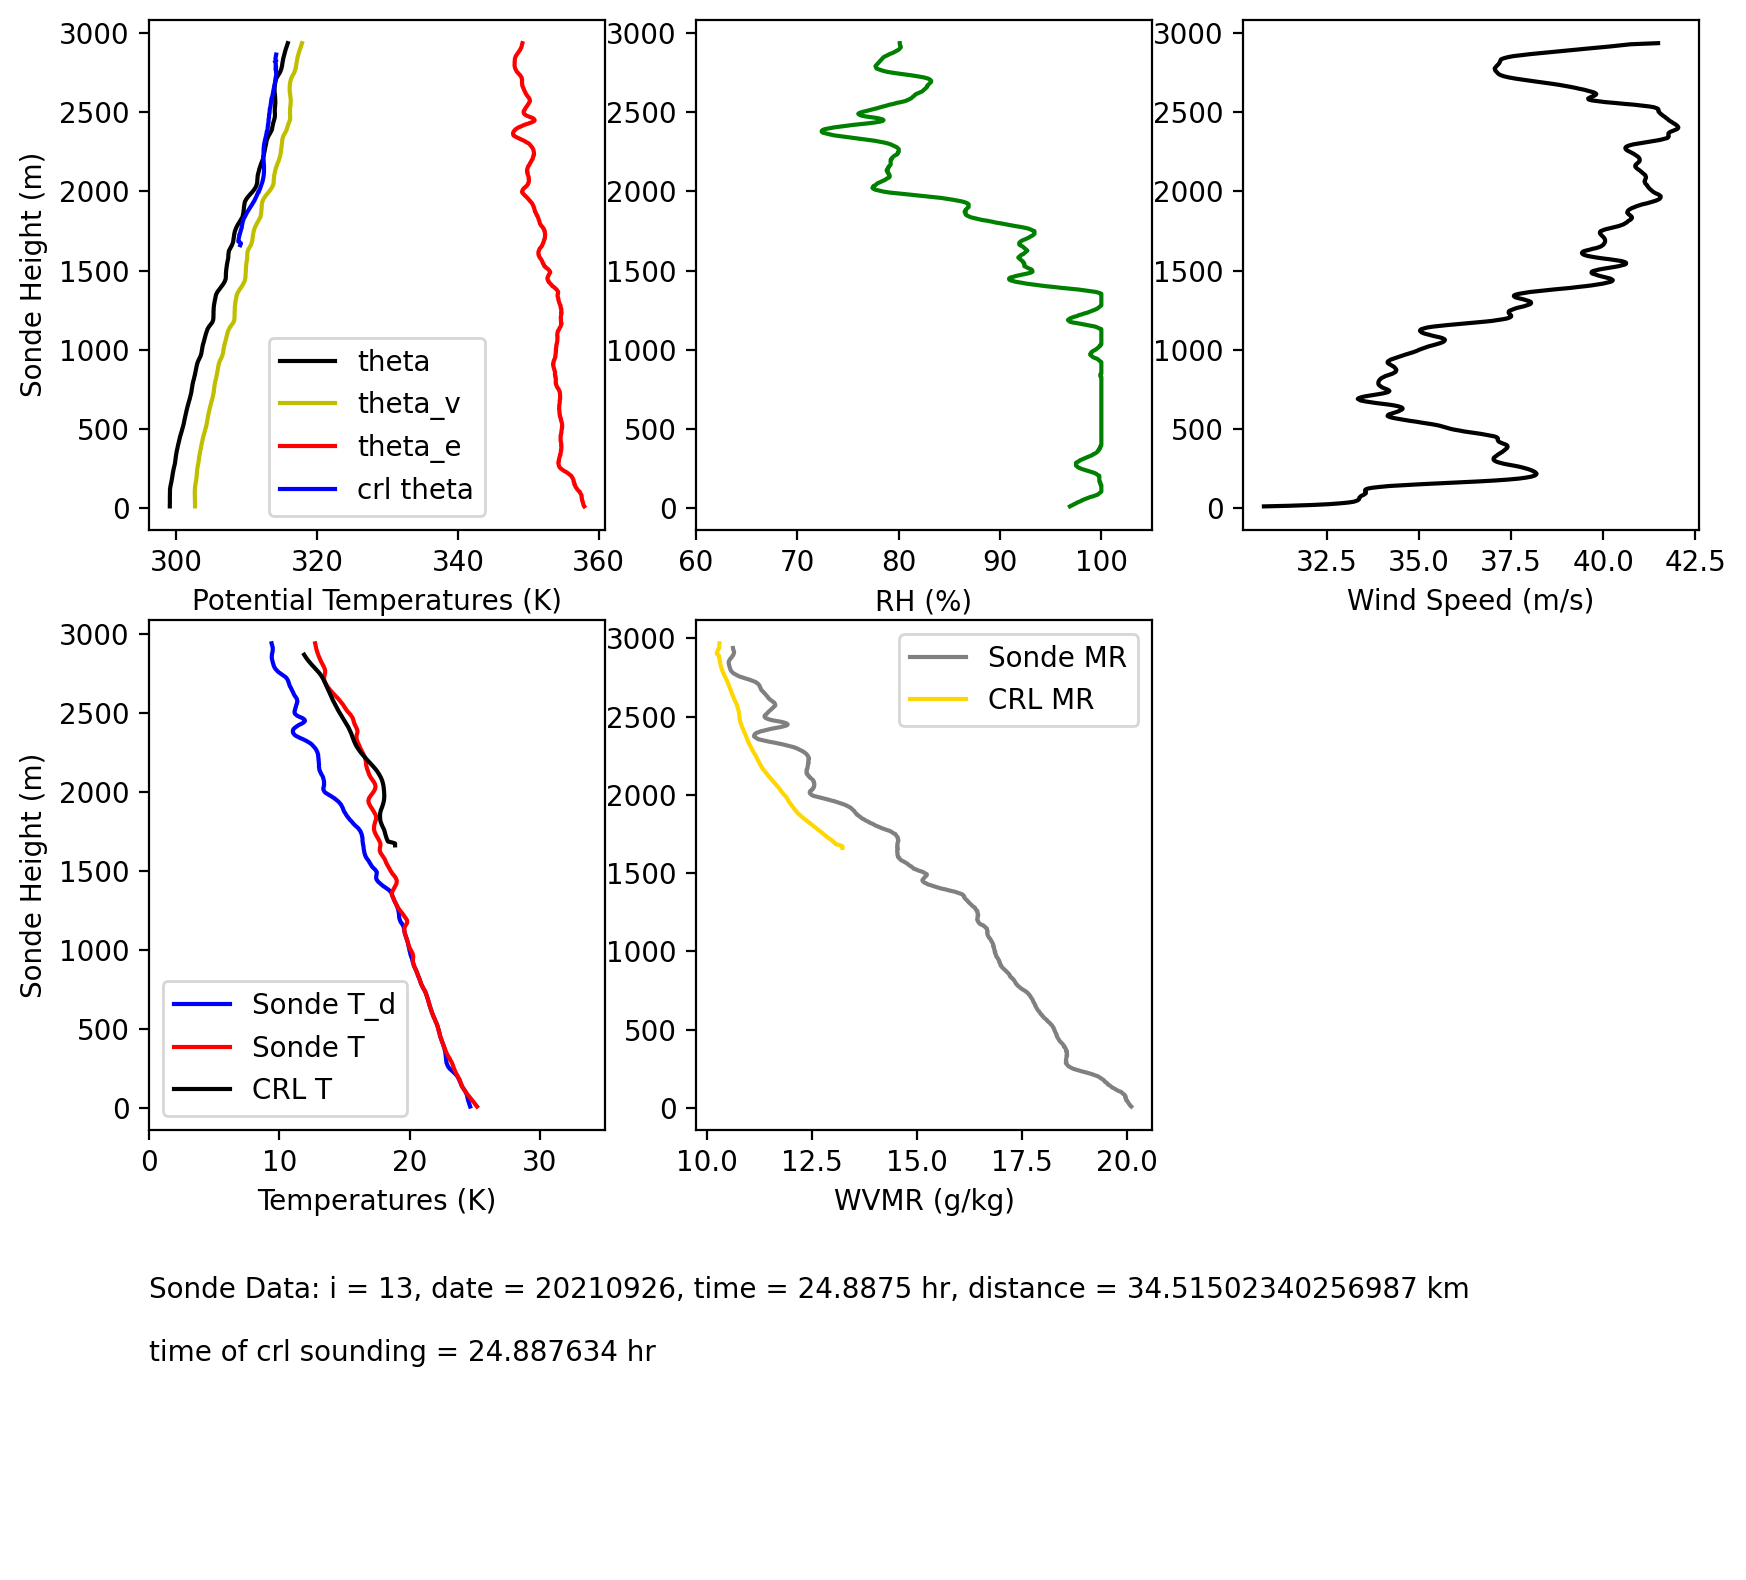 3000
2500
2000
1500
1000
500
0
Sonde Height (m)
theta
theta_v
theta_e
crl theta
300 320 340 360
Potential Temperatures (K)
3000
2500
2000
1500
1000
500
0
60 70 80 90 100
RH (%)
3000
2500
2000
1500
1000
500
0
32.5 35.0 37.5 40.0 42.5
Wind Speed (m/s)
3000
2500
2000
1500
1000
500
0
Sonde Height (m)
Sonde T_d
Sonde T
CRL T
0 10 20 30
Temperatures (K)
3000
2500
2000
1500
1000
500
0
Sonde MR
CRL MR
10.0 12.5 15.0 17.5 20.0
WVMR (g/kg)
Sonde Data: i = 13, date = 20210926, time = 24.8875 hr, distance = 34.51502340256987 km
time of crl sounding = 24.887634 hr